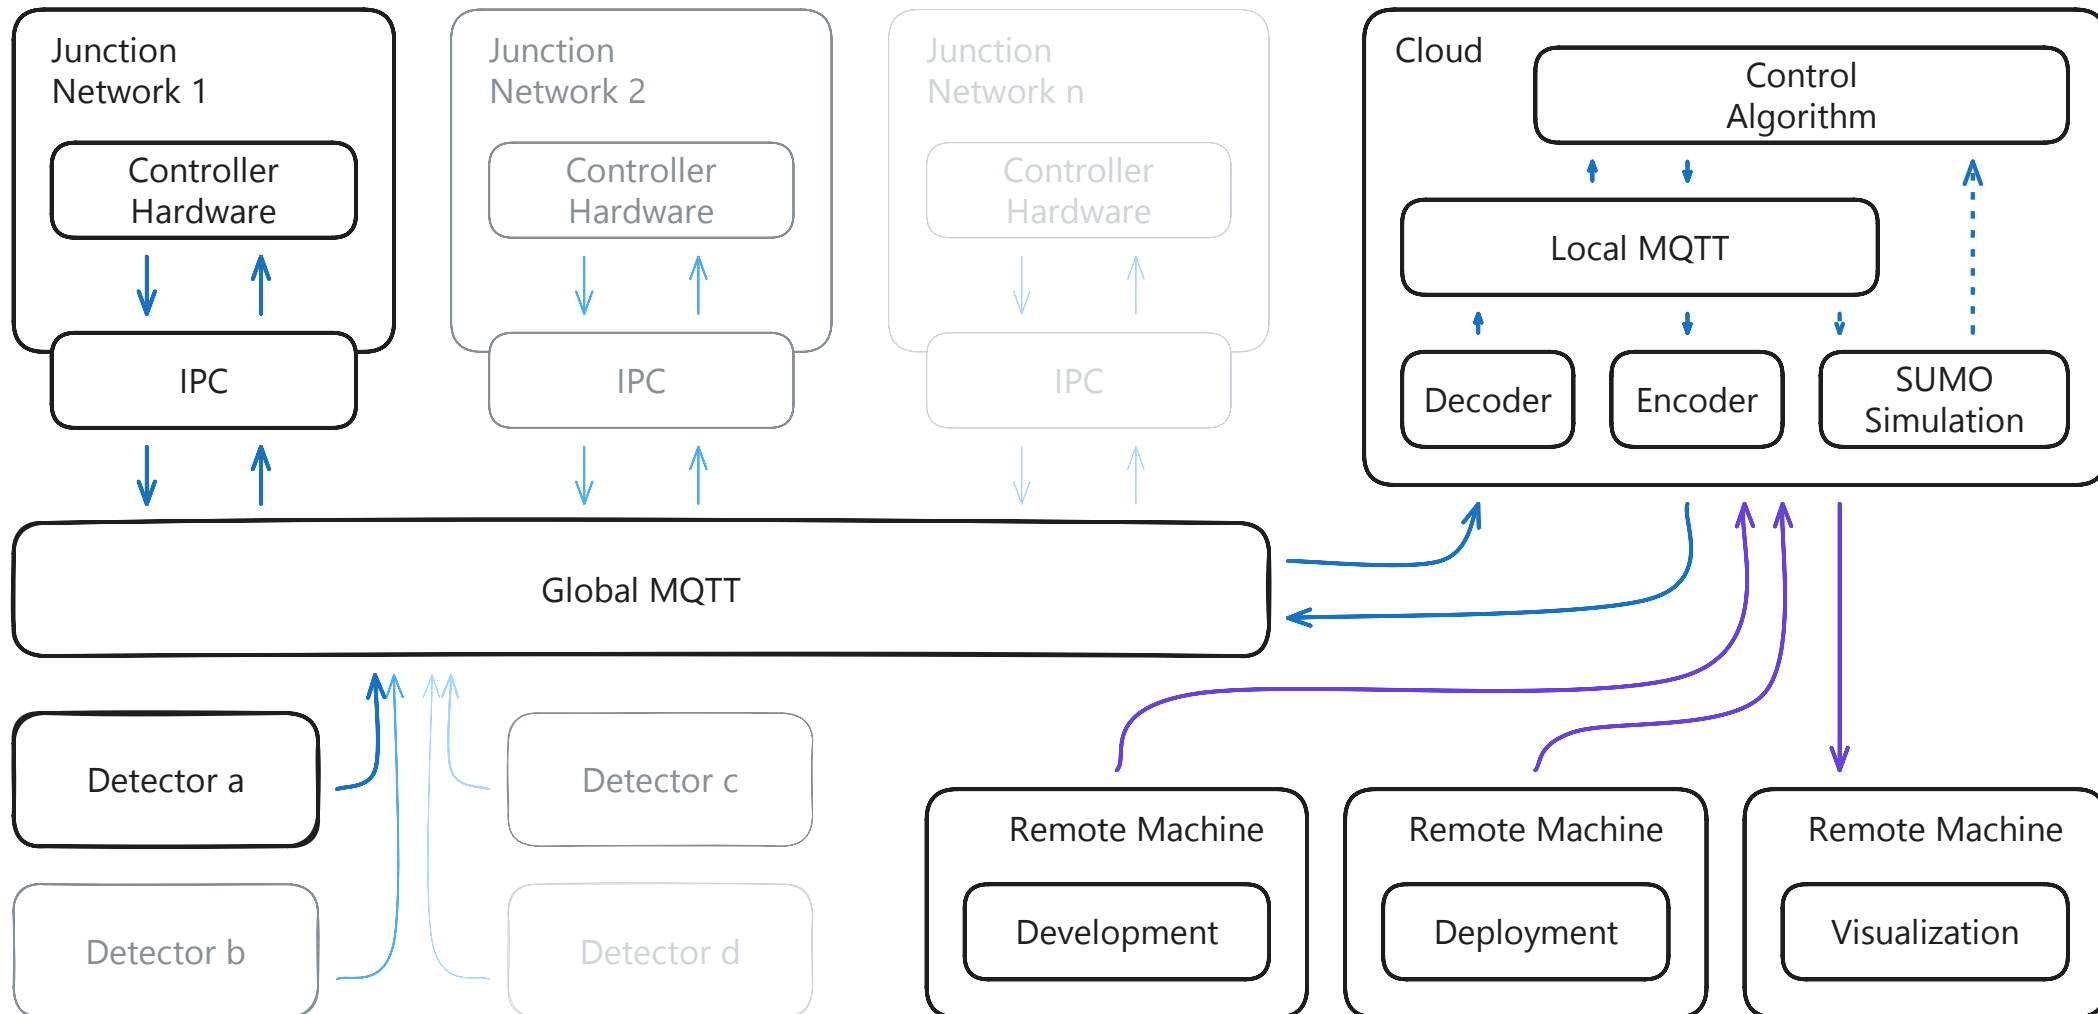 Junction
Network 1
Controller
Hardware
IPC
Junction
Network 2
Controller
Hardware
IPC
Junction
Network n
Controller
Hardware
IPC
Cloud
Control
Algorithm
Local MQTT
Decoder
Encoder
SUMO
Simulation
Global MQTT
Detector a
Detector c
Detector b
Detector d
Remote Machine
Development
Remote Machine
Deployment
Remote Machine
Visualization